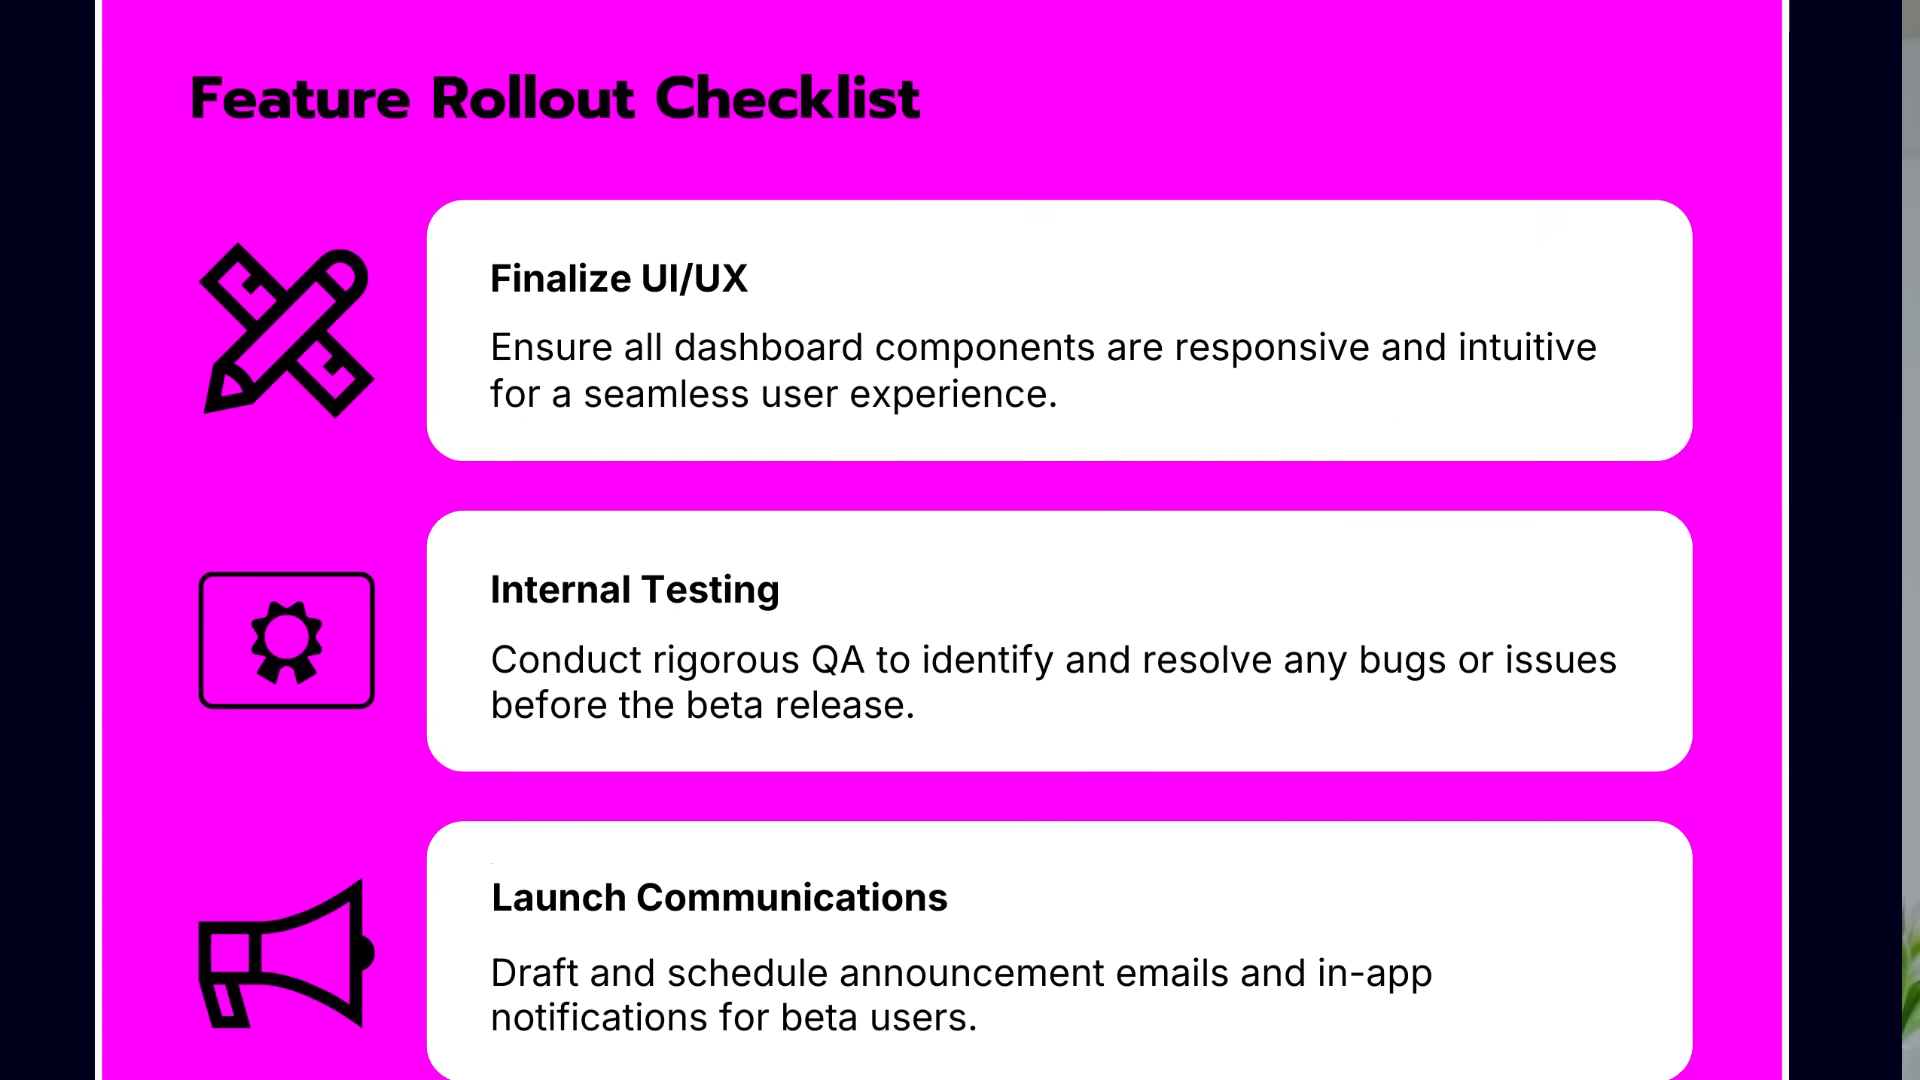 Feature Rollout Checklist
Finalize UI/UX
Ensure all dashboard components are responsive and intuitive
for a seamless user experience.
Internal Testing
Conduct rigorous QA to identify and resolve any bugs or issues
before the beta release.
Launch Communications
Draft and schedule announcement emails and in-app
notifications for beta users.